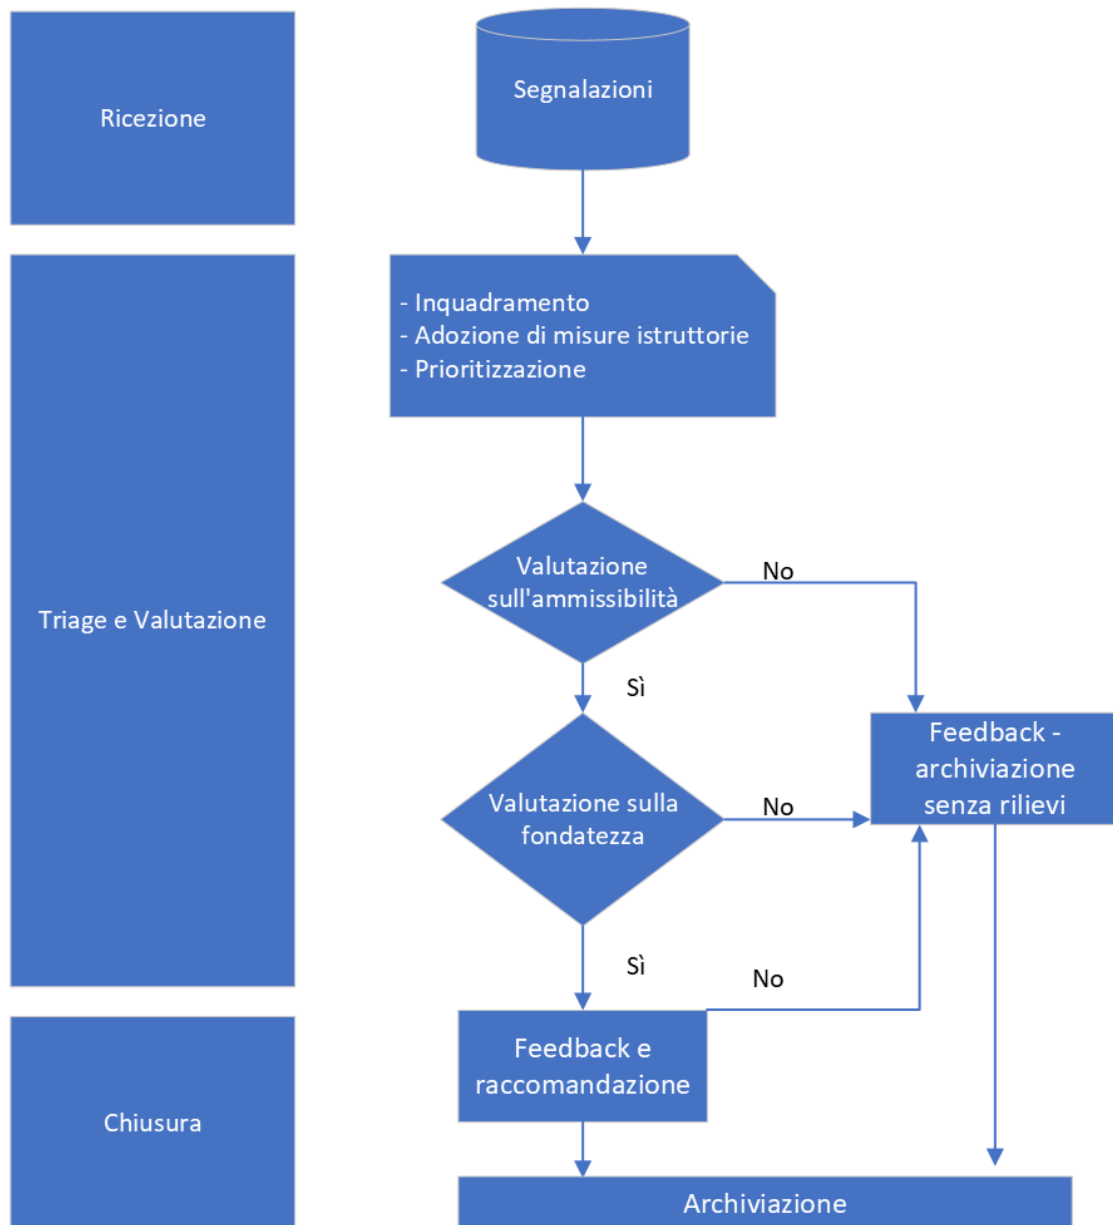 Ricezione
Segnalazioni
- Inquadramento
- Adozione di misure istruttorie
- Prioritizzazione
Triage e Valutazione
Valutazione
sull'ammissibilità
No
Sì
Feedback -
archiviazione
senza rilievi
Valutazione sulla
fondatezza
No
Sì
No
Feedback e
raccomandazione
Chiusura
Archiviazione